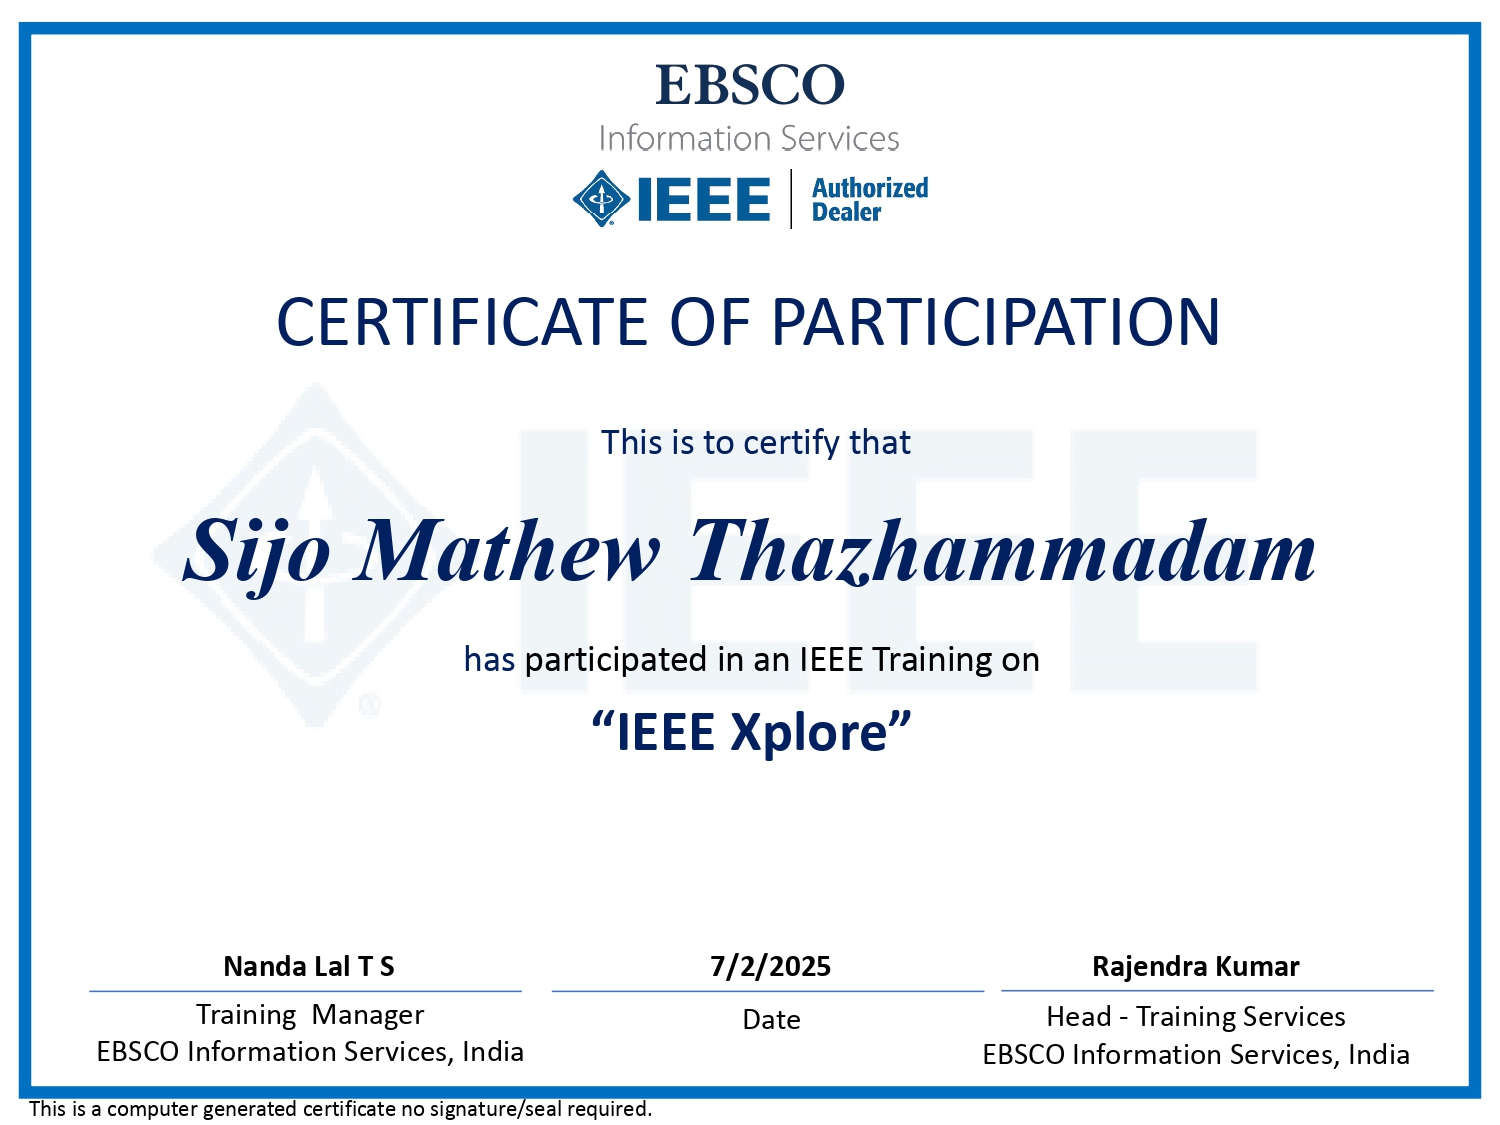 EBSCO
Information Services
IEEE Authorized
Dealer
CERTIFICATE OF PARTICIPATION
This is to certify that
Sijo Mathew Thazhammadam
has participated in an IEEE Training on
“IEEE Xplore”
Nanda Lal T S
Training Manager
EBSCO Information Services, India
7/2/2025
Date
Rajendra Kumar
Head - Training Services
EBSCO Information Services, India
This is a computer generated certificate no signature/seal required.
IEEE